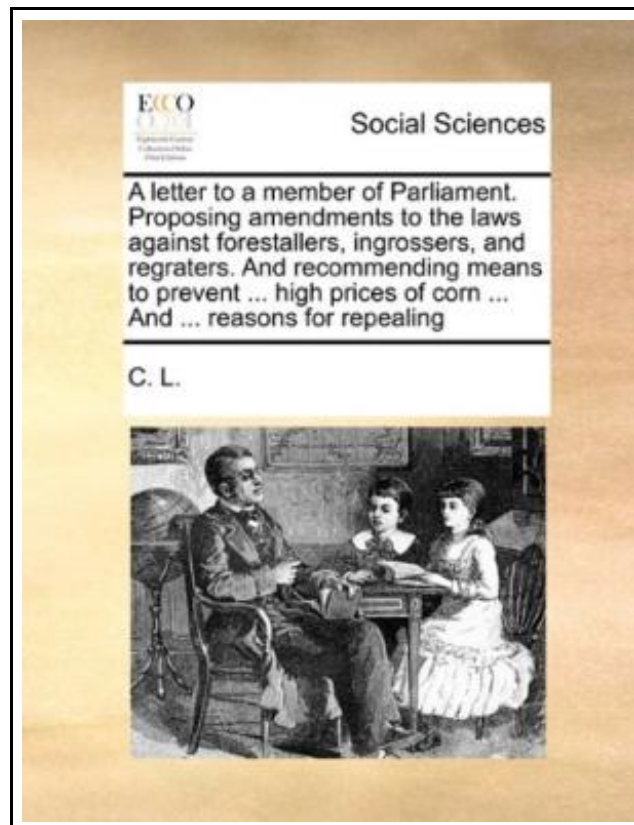 ECCO
Social Sciences
A letter to a member of Parliament.
Proposing amendments to the laws
against forestallers, ingrossers, and
regraters. And recommending means
to prevent ... high prices of corn ...
And ... reasons for repealing
C. L.